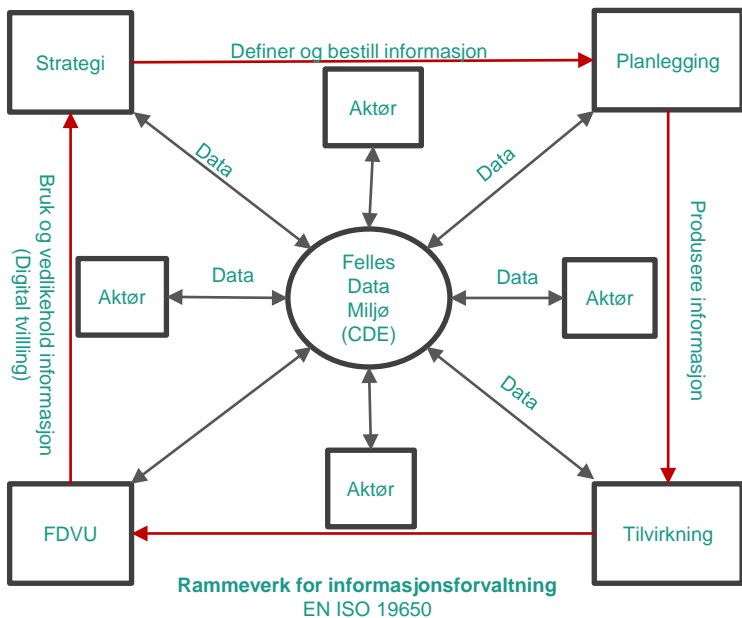 Strategi
Definer og bestill informasjon
Planlegging
Aktør
Data
Data
Bruk og vedlikehold informasjon
(Digital tvillling)
Produsere informasjon
Aktør
Data
Felles
Data
Miljø
(CDE)
Data
Aktør
Data
Aktør
FDVU
Tilvirkning
Rammeverk for informasjonsforvaltning
EN ISO 19650